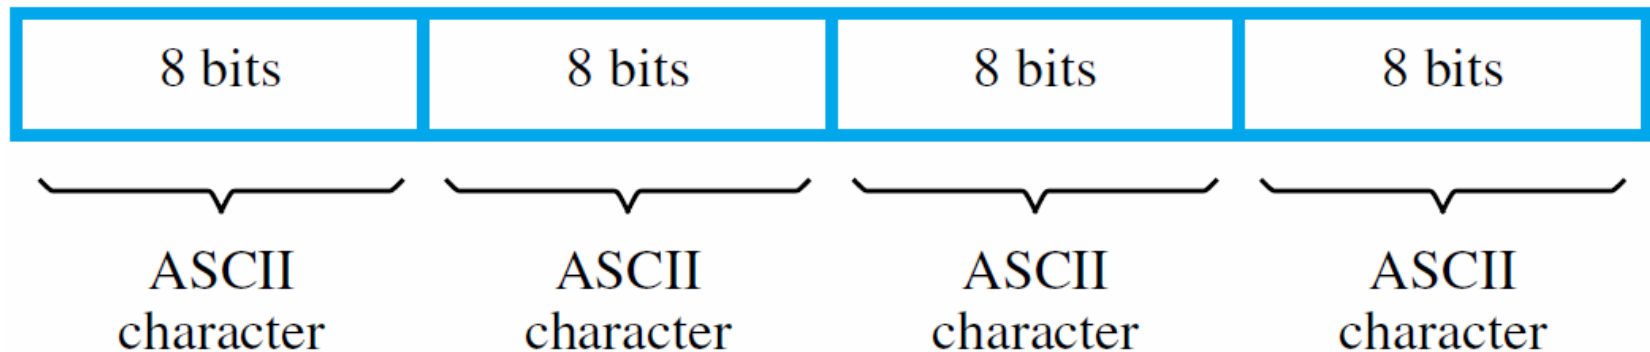 8 bits 8 bits 8 bits 8 bits
ASCII ASCII ASCII ASCII
character character character character